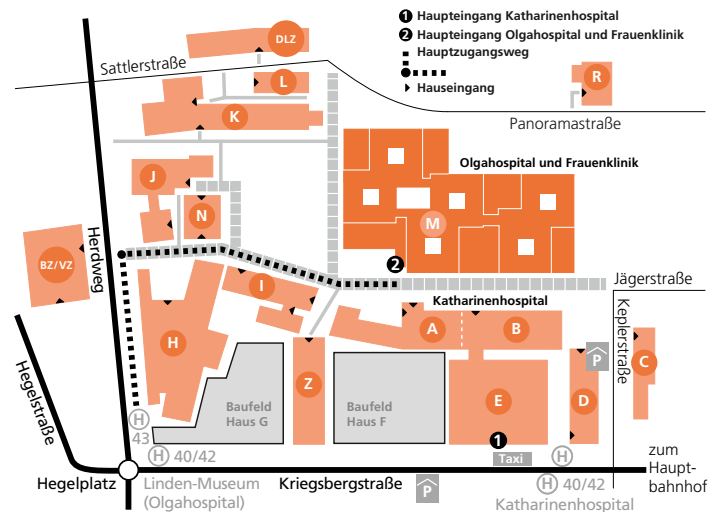 1 Haupteingang Katharinenhospital
2 Haupteingang Olgahospital und Frauenklinik
Hauptzugangsweg
Hauseingang
DLZ
Sattlerstraße
L
R
K
Panoramastraße
Olgahospital und Frauenklinik
J
N
M
Herdweg
BZ/VZ
2
I
Jägerstraße
Katharinenhospital
H
A
B
Keplerstraße
P
C
Hegelstraße
Z
E
D
Baufeld
Haus G
Baufeld
Haus F
H
43
1
Taxi
H
H 40/42
zum
Haupt-
bahnhof
Hegelplatz
Linden-Museum
(Olgahospital)
Kriegsbergstraße
P
H 40/42
Katharinenhospital